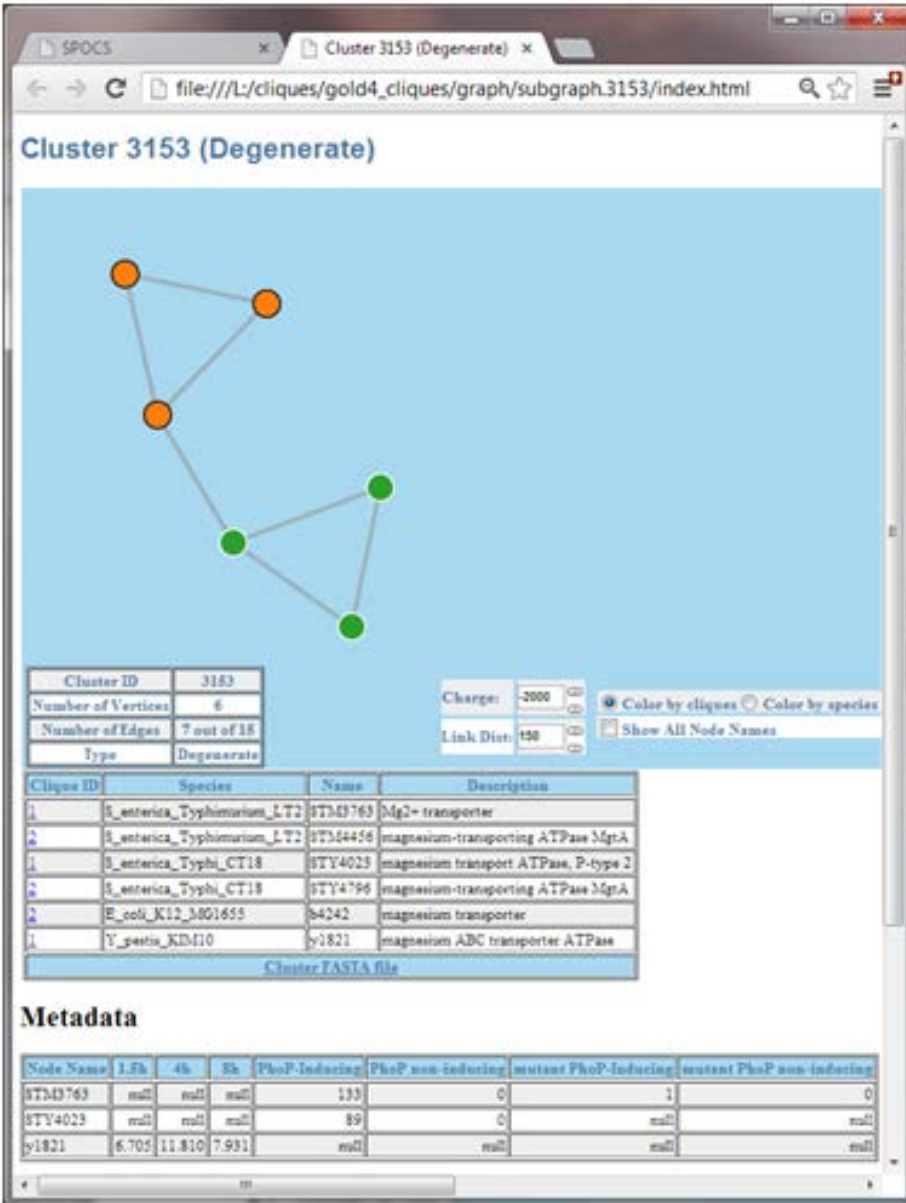 SPOCS × Cluster 3153 (Degenerate) ×
file:///L:/cliques/gold4_cliques/graph/subgraph.3153/index.html
Cluster 3153 (Degenerate)
Cluster ID 3153
Number of Vertices 6
Number of Edges 7 out of 15
Type Degenerate
Charge: -2000
Link Dist: 150
Color by cliques Color by species
Show All Node Names
Clique ID Species Name Description
1 S_enterica_Typhimurium_LT2 STM3763 Mg2+ transporter
2 S_enterica_Typhimurium_LT2 STM4456 magnesium-transporting ATPase MgtA
1 S_enterica_Typhi_CT18 STY4023 magnesium transport ATPase, P-type 2
2 S_enterica_Typhi_CT18 STY4796 magnesium-transporting ATPase MgtA
2 E_coli_K12_MG1655 b4242 magnesium transporter
1 Y_pestis_KIM10 y1821 magnesium ABC transporter ATPase
Cluster FASTA file
Metadata
Node Name 1.5h 4h 8h PhoP-Inducing PhoP non-inducing mutant PhoP-Inducing mutant PhoP non-inducing
STM3763 null null null 133 0 1 0
STY4023 null null null 89 0 null null
y1821 6.705 11.810 7.931 null null null null